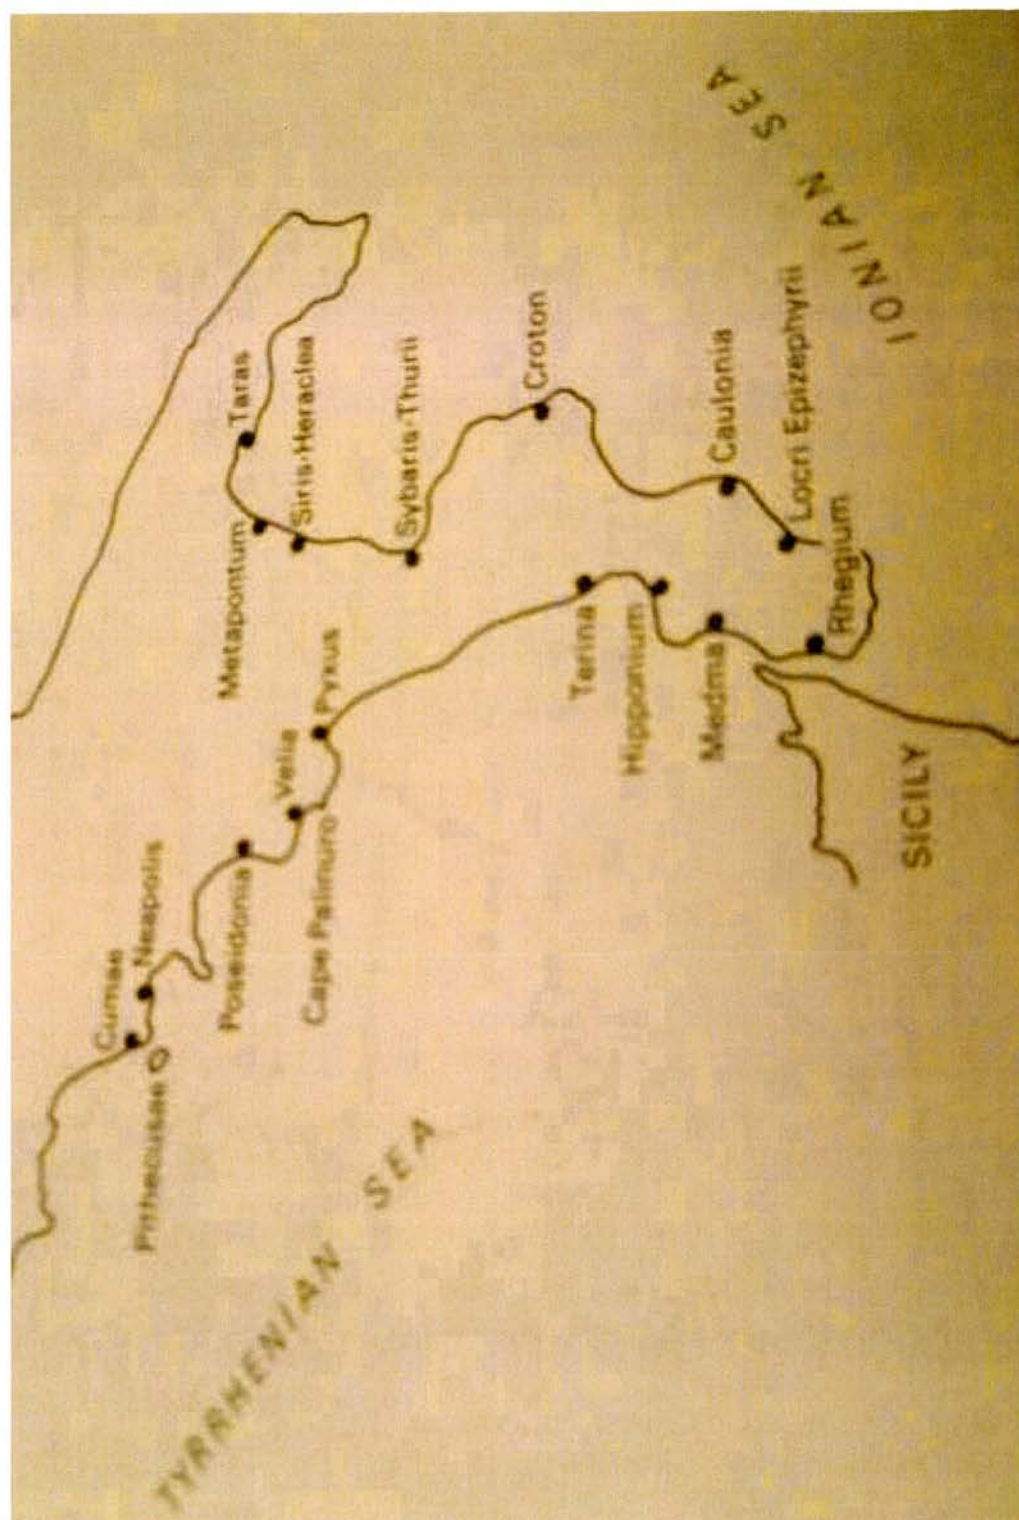 Cumae
Neapolis
Pithecusae
Poseidonia
Velia
Cape Palinuro
Pyxus
Metapontum
Taras
Siris-Heraclea
Sybaris-Thurii
Croton
Terina
Hipponium
Medma
Caulonia
Locri Epizephyrii
Rhegium
SICILY
TYRRHENIAN SEA
IONIAN SEA